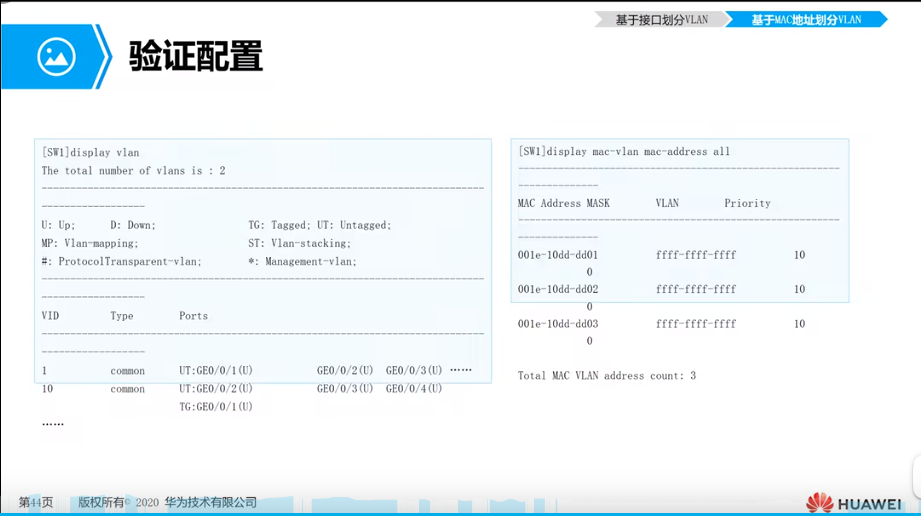 基于接口划分VLAN
基于MAC地址划分VLAN
验证配置
[SW1]display vlan
The total number of vlans is : 2
--------------------------------------------------------------------------------
------------------
U: Up; D: Down; TG: Tagged; UT: Untagged;
MP: Vlan-mapping; ST: Vlan-stacking;
#: ProtocolTransparent-vlan; *: Management-vlan;
--------------------------------------------------------------------------------
------------------
VID Type Ports
--------------------------------------------------------------------------------
------------------
1 common UT:GE0/0/1(U) GE0/0/2(U) GE0/0/3(U) ······
10 common UT:GE0/0/2(U) GE0/0/3(U) GE0/0/4(U)
TG:GE0/0/1(U)
······
[SW1]display mac-vlan mac-address all
--------------------------------------------------------
--------------
MAC Address MASK VLAN Priority
--------------------------------------------------------
--------------
001e-10dd-dd01 ffff-ffff-ffff 10
0
001e-10dd-dd02 ffff-ffff-ffff 10
0
001e-10dd-dd03 ffff-ffff-ffff 10
0
Total MAC VLAN address count: 3
第44页 版权所有© 2020 华为技术有限公司
HUAWEI